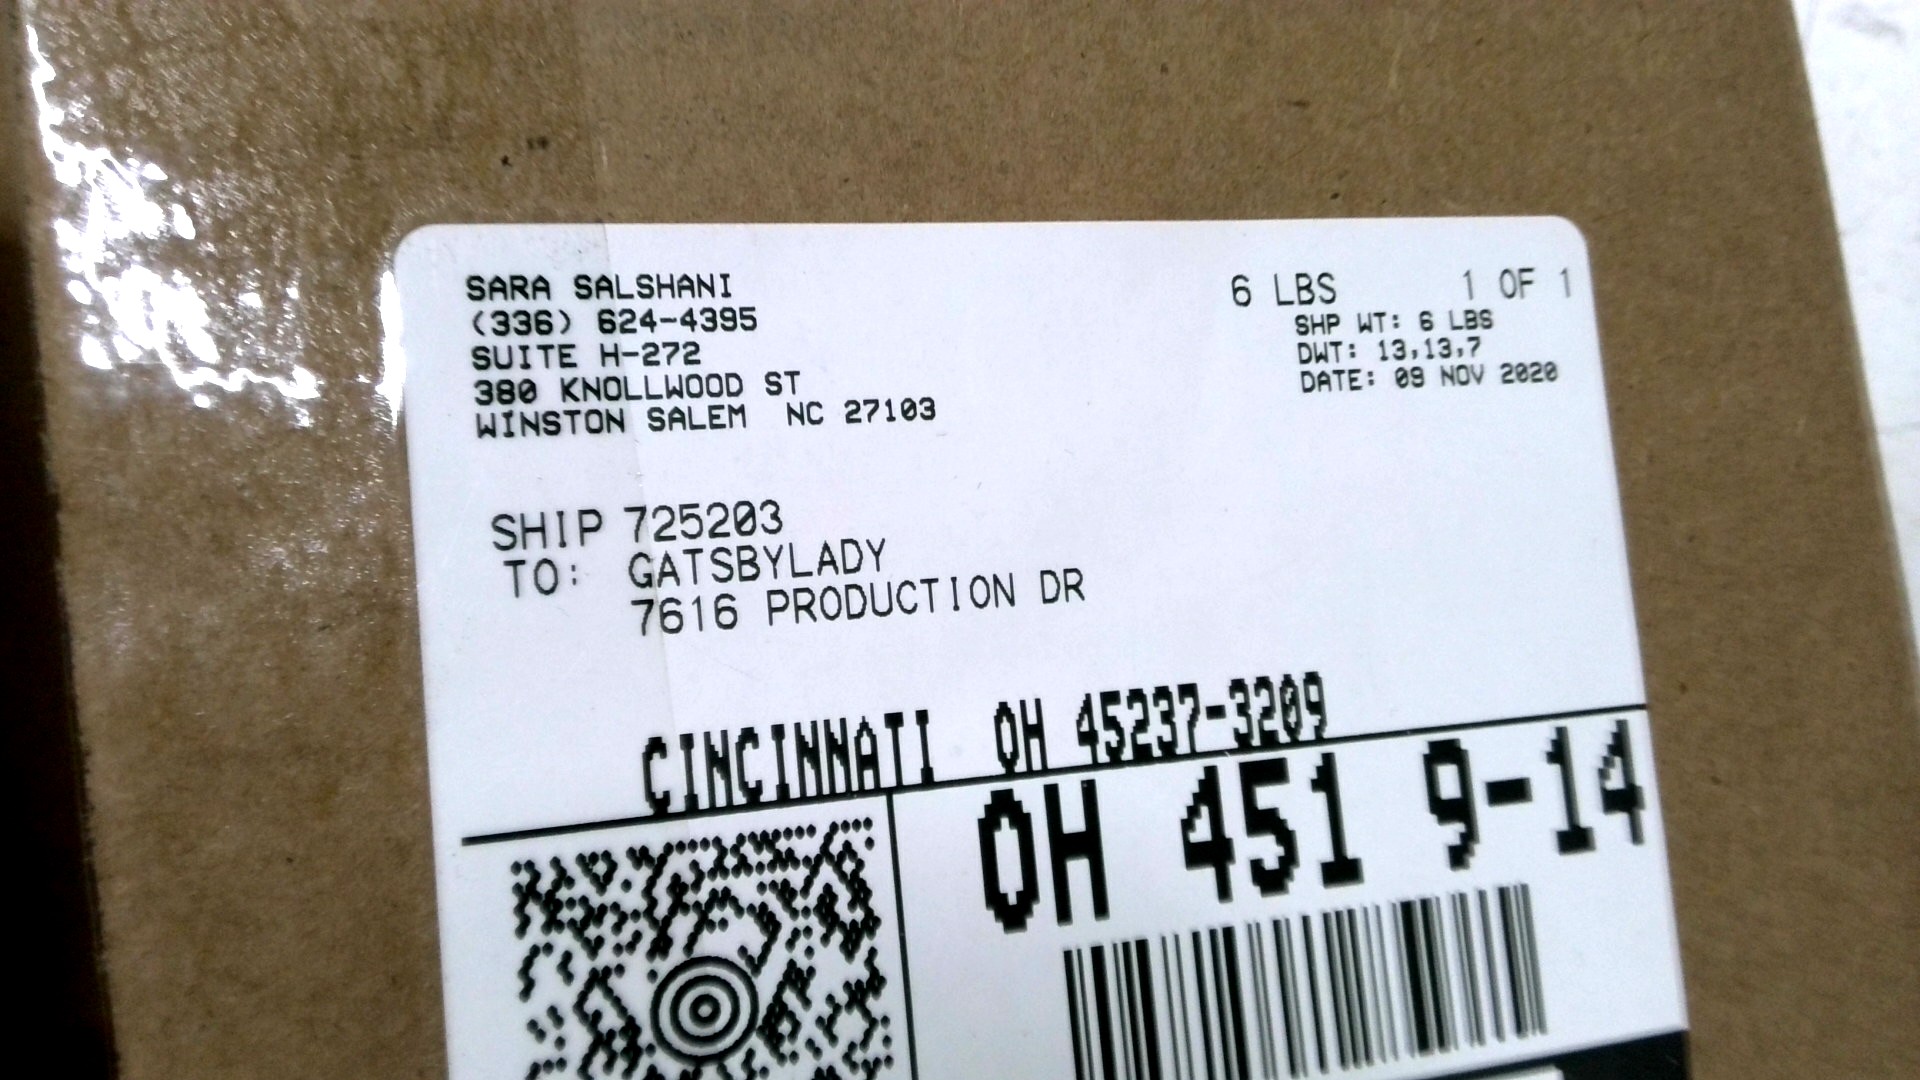 SARA SALSHANI
(336) 624-4395
SUITE H-272
380 KNOLLWOOD ST
WINSTON SALEM NC 27103
6 LBS 1 OF 1
SHP WT: 6 LBS
DWT: 13,13,7
DATE: 09 NOV 2020
SHIP 725203
TO: GATSBYLADY
7616 PRODUCTION DR
CINCINNATI OH 45237-3209
OH 451 9-14